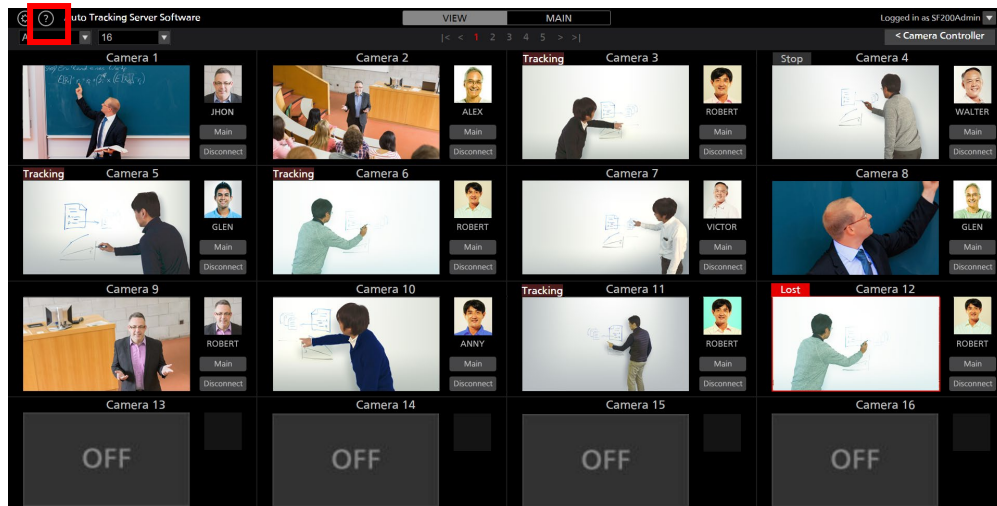 ? Auto Tracking Server Software VIEW MAIN Logged in as SF200Admin ▼
A ▼ 16 ▼ |< < 1 2 3 4 5 > >| < Camera Controller
Camera 1 Camera 2 Tracking Camera 3 Stop Camera 4
JHON ALEX ROBERT WALTER
Main Main Main Main
Disconnect Disconnect Disconnect Disconnect
Tracking Camera 5 Tracking Camera 6 Camera 7 Camera 8
GLEN ROBERT VICTOR GLEN
Main Main Main Main
Disconnect Disconnect Disconnect Disconnect
Camera 9 Camera 10 Tracking Camera 11 Lost Camera 12
ROBERT ANNY ROBERT ROBERT
Main Main Main Main
Disconnect Disconnect Disconnect Disconnect
Camera 13 Camera 14 Camera 15 Camera 16
OFF OFF OFF OFF